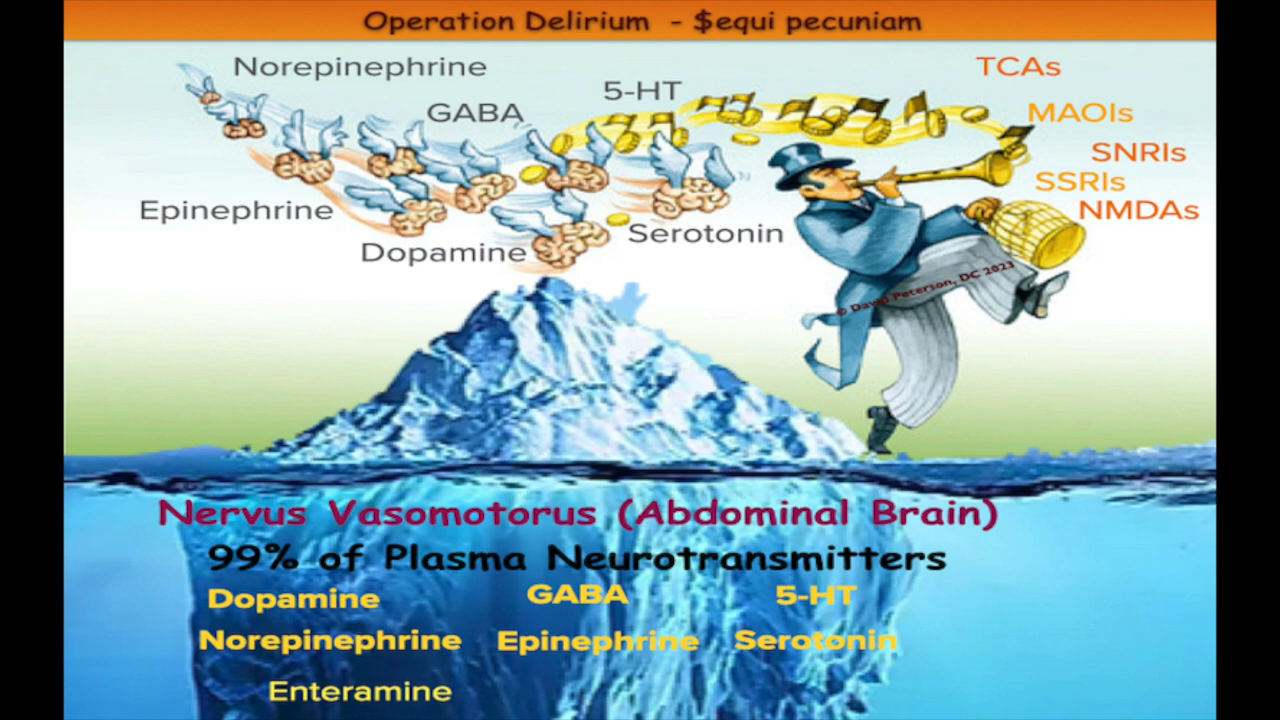 Operation Delirium - $equi pecuniam
Norepinephrine
TCAs
5-HT
GABA
MAOIs
SNRIs
SSRIs
NMDAs
Epinephrine
Serotonin
Dopamine
© David Peterson, DC 2023
Nervus Vasomotorus (Abdominal Brain)
99% of Plasma Neurotransmitters
Dopamine GABA 5-HT
Norepinephrine Epinephrine Serotonin
Enteramine